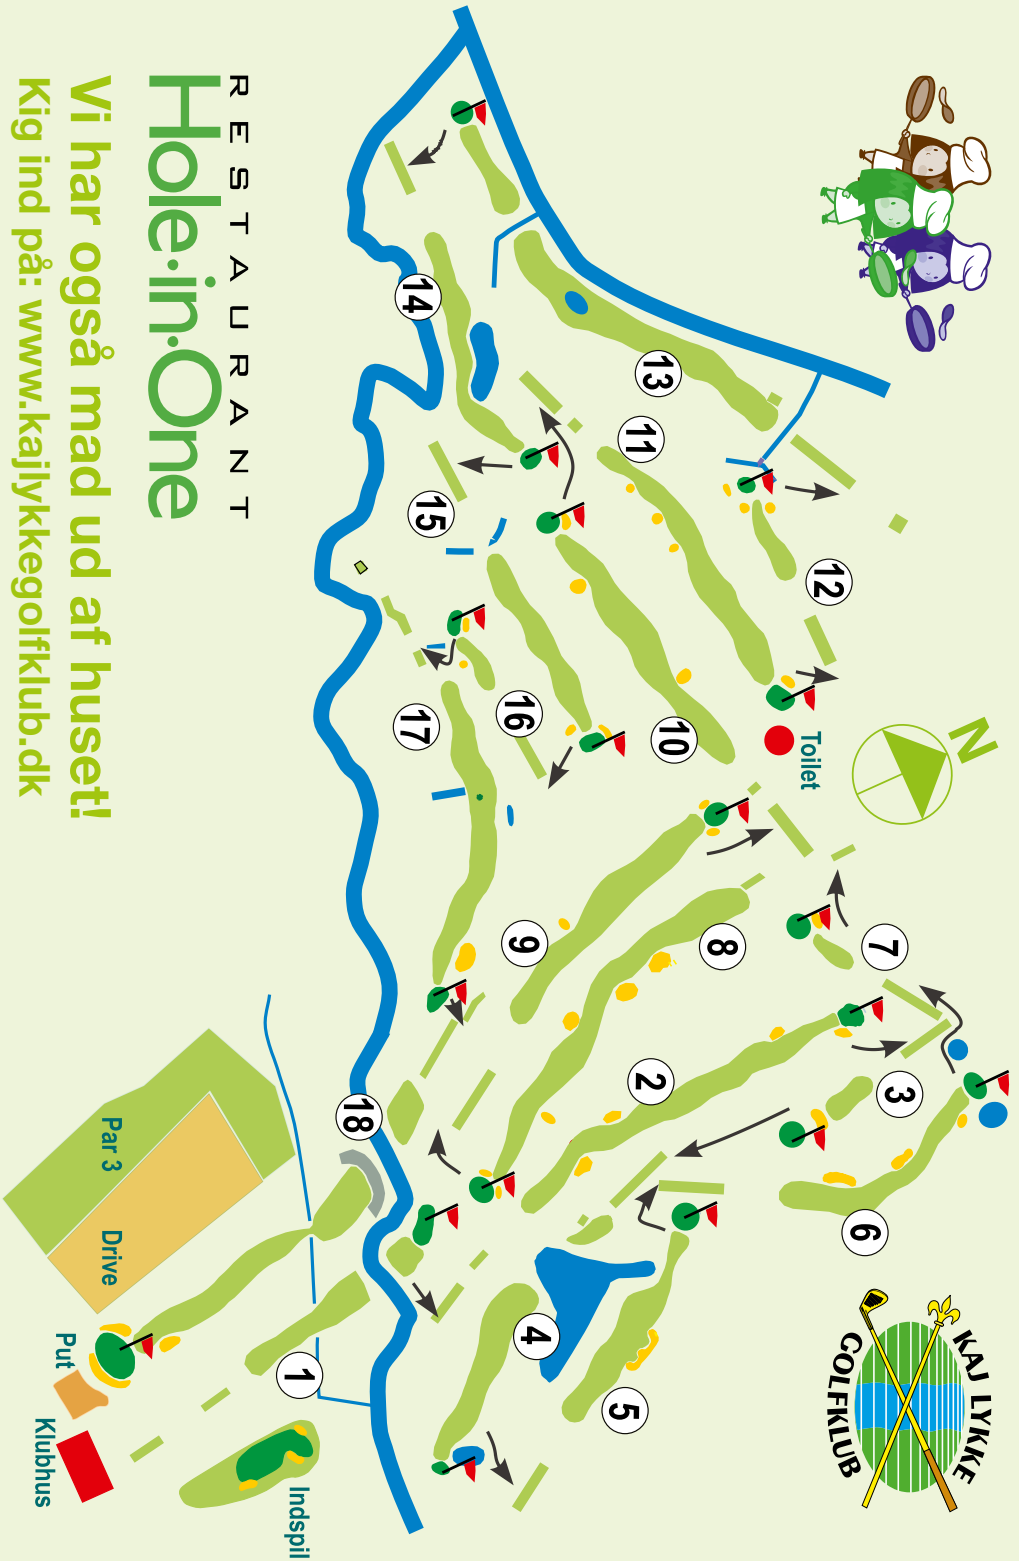 RESTAURANT
Hole·in·One
Vi har også mad ud af huset!
Kig ind på: www.kajlykkegolfklub.dk
N
KAJ LYKKE
GOLFKLUB
Toilet
14
13
11
12
15
10
16
17
9
8
7
2
3
6
18
4
5
1
Par 3
Drive
Put
Klubhus
Indspil